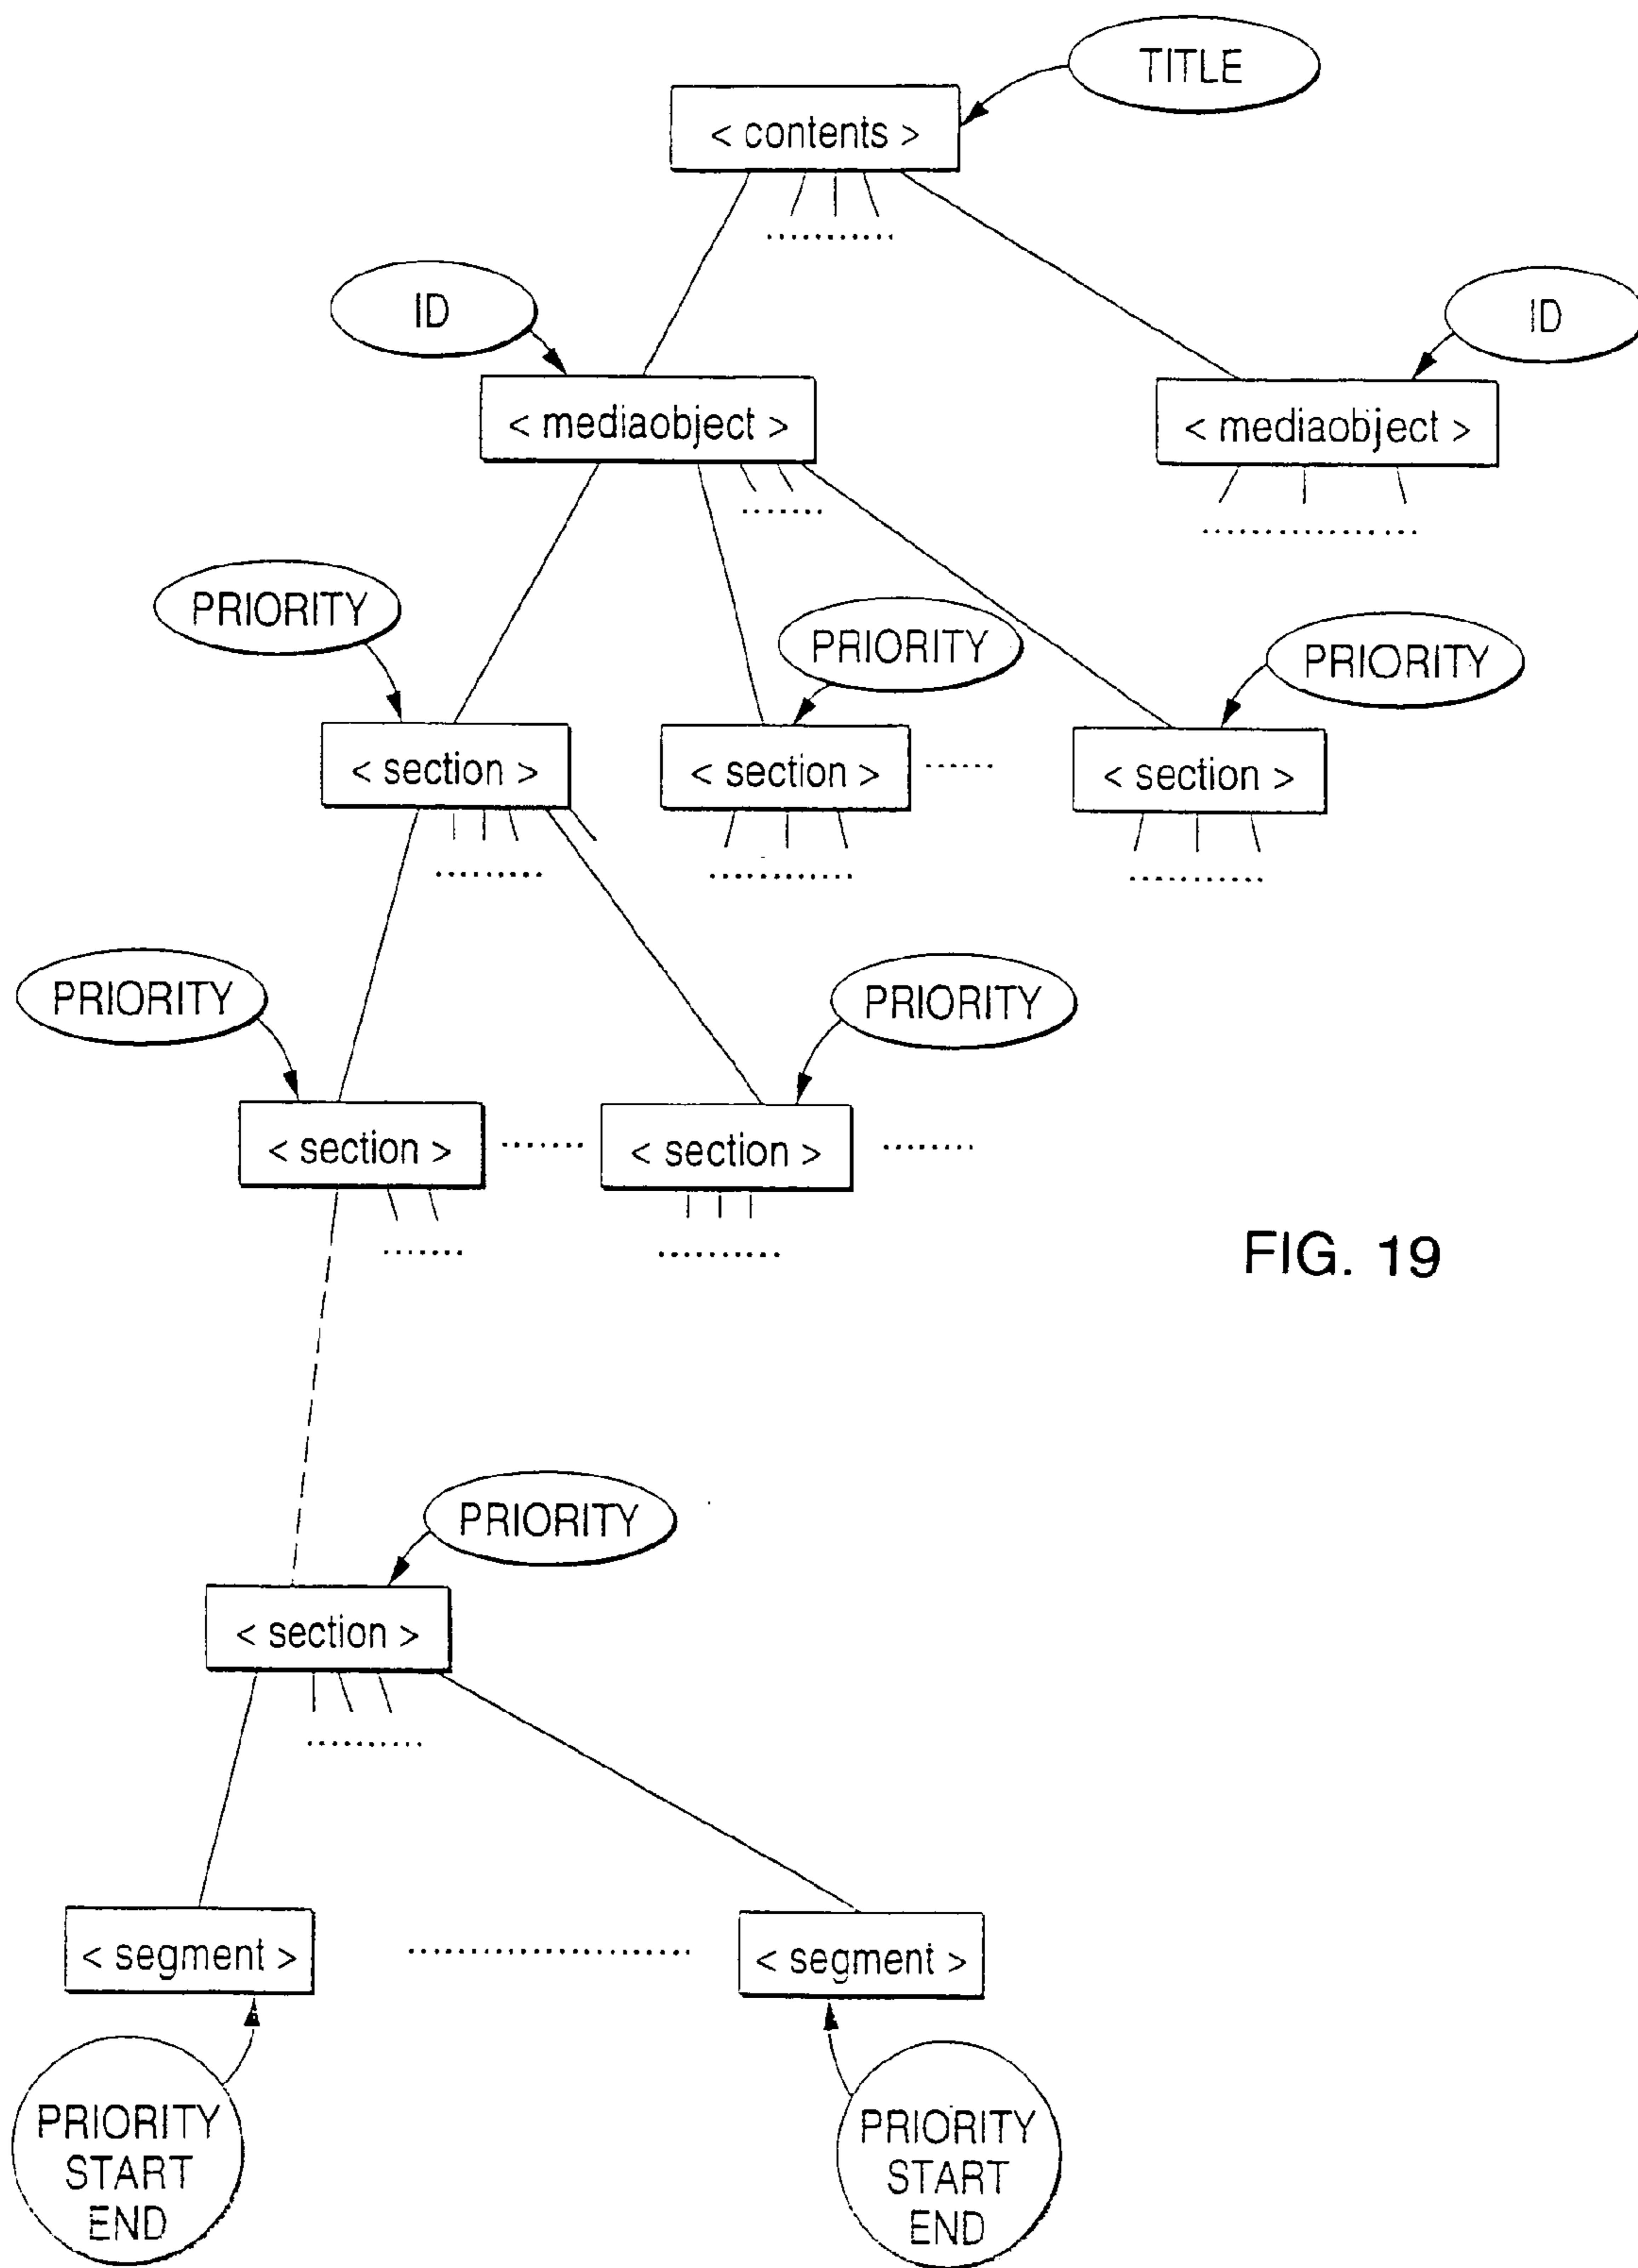 TITLE
< contents >
ID
ID
< mediaobject >
< mediaobject >
PRIORITY
PRIORITY
PRIORITY
< section >
< section >
< section >
PRIORITY
PRIORITY
< section >
< section >
FIG. 19
PRIORITY
< section >
< segment >
< segment >
PRIORITY
START
END
PRIORITY
START
END